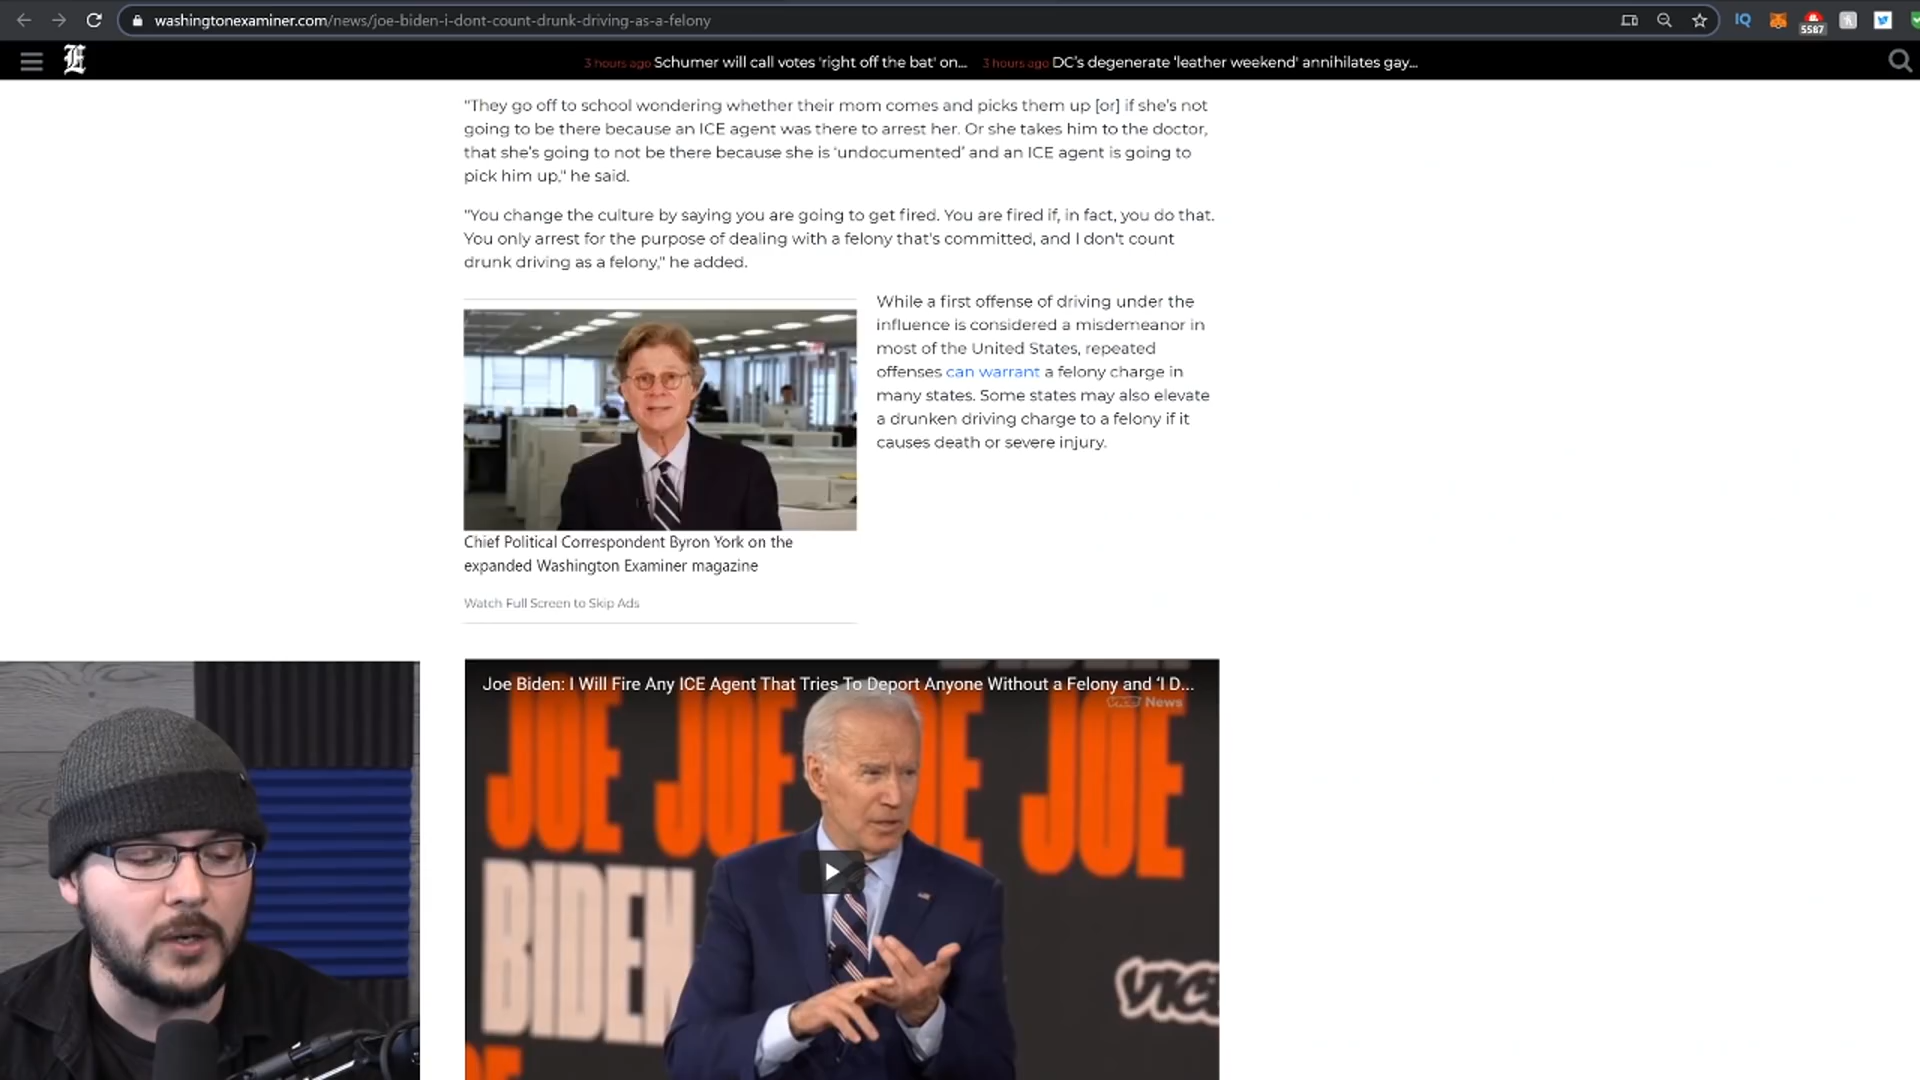 washingtonexaminer.com/news/joe-biden-i-dont-count-drunk-driving-as-a-felony
IQ
5587
E
3 hours ago Schumer will call votes 'right off the bat' on... 3 hours ago DC's degenerate 'leather weekend' annihilates gay...
"They go off to school wondering whether their mom comes and picks them up [or] if she's not
going to be there because an ICE agent was there to arrest her. Or she takes him to the doctor,
that she's going to not be there because she is 'undocumented' and an ICE agent is going to
pick him up," he said.
"You change the culture by saying you are going to get fired. You are fired if, in fact, you do that.
You only arrest for the purpose of dealing with a felony that's committed, and I don't count
drunk driving as a felony," he added.
While a first offense of driving under the
influence is considered a misdemeanor in
most of the United States, repeated
offenses can warrant a felony charge in
many states. Some states may also elevate
a drunken driving charge to a felony if it
causes death or severe injury.
Chief Political Correspondent Byron York on the
expanded Washington Examiner magazine
Watch Full Screen to Skip Ads
Joe Biden: I Will Fire Any ICE Agent That Tries To Deport Anyone Without a Felony and 'I D...
VICE News
JOE JOE JOE JOE
BIDEN
VICE